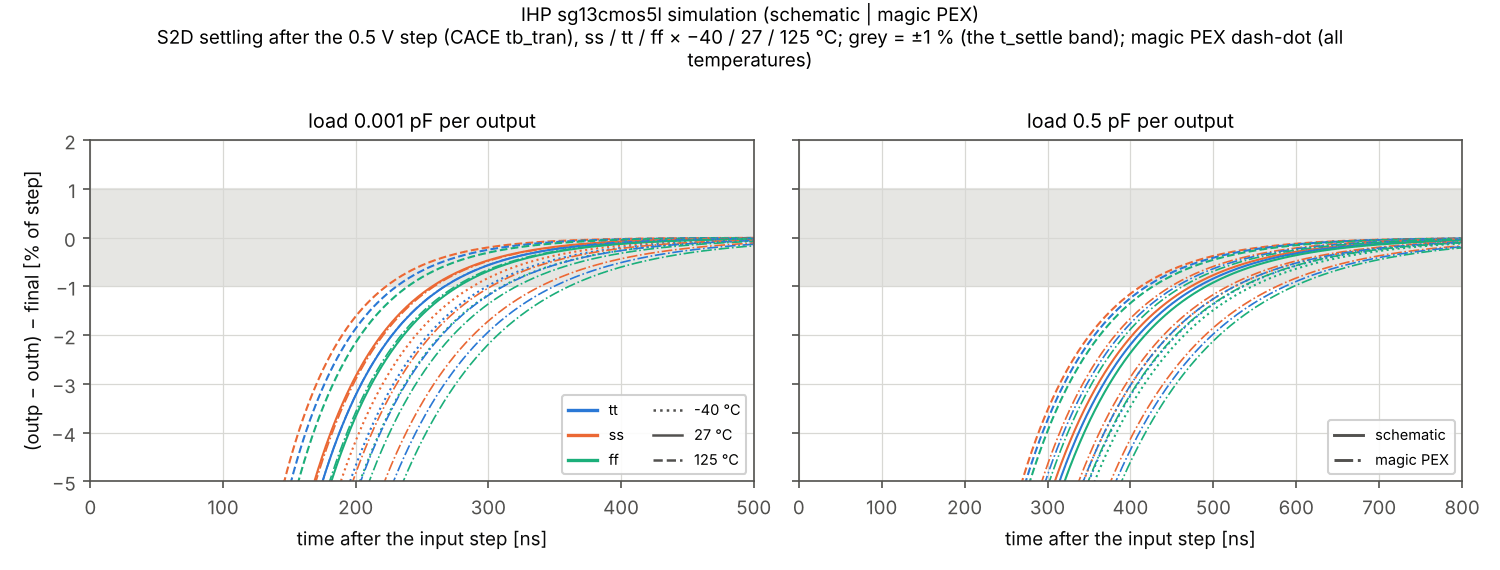 IHP sg13cmos5l simulation (schematic | magic PEX)
S2D settling after the 0.5 V step (CACE tb_tran), ss / tt / ff × −40 / 27 / 125 °C; grey = ±1 % (the t_settle band); magic PEX dash-dot (all
temperatures)
load 0.001 pF per output
load 0.5 pF per output
(outp − outn) − final [% of step]
2
1
0
−1
−2
−3
−4
−5
tt
ss
ff
-40 °C
27 °C
125 °C
schematic
magic PEX
0 100 200 300 400 500
0 100 200 300 400 500 600 700 800
time after the input step [ns]
time after the input step [ns]